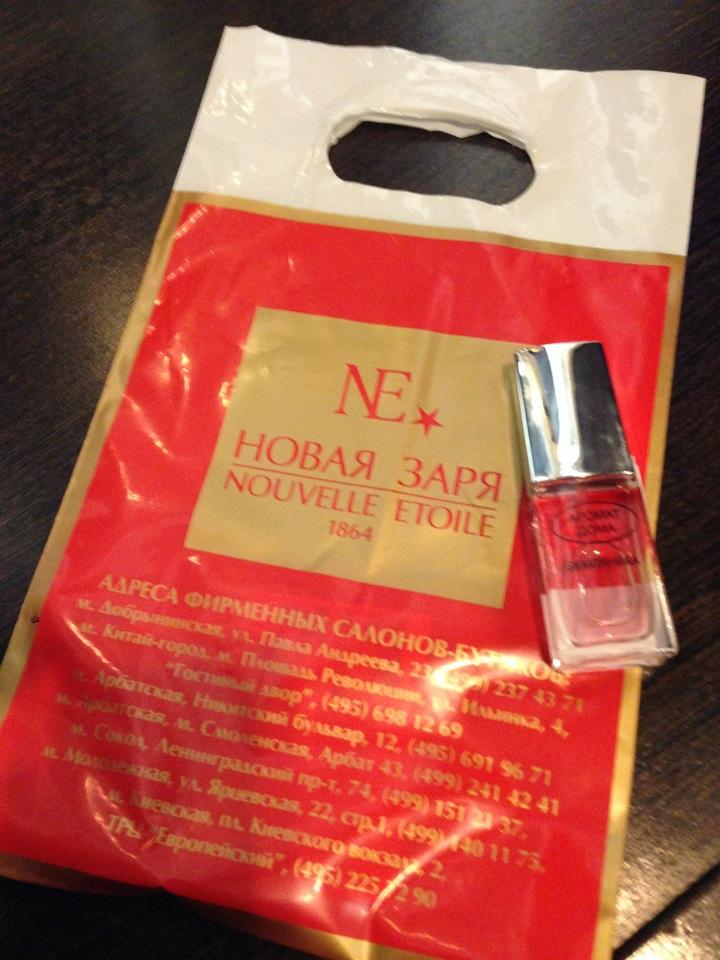 NE
НОВАЯ ЗАРЯ
NOUVELLE ETOILE
1864
АДРЕСА ФИРМЕННЫХ САЛОНОВ-БУТИКОВ:
м. Добрынинская, ул. Павла Андреева, 23, 237 43 71
м. Китай-город, м. Площадь Революции, ул. Ильинка, 4,
"Гостиный двор", (495) 698 12 69
м. Арбатская, Никитский бульвар, 12, (495) 691 96 71
м. Арбатская, м. Смоленская, Арбат 43, (499) 241 42 41
м. Сокол, Ленинградский пр-т, 74, (499) 151 21 37,
м. Молодежная, ул. Ярцевская, 22, стр.1, (499) 140 11 75,
м. Киевская, пл. Киевского вокзала, 2,
ТРЦ "Европейский", (495) 90
АРОМАТ
ДОМА